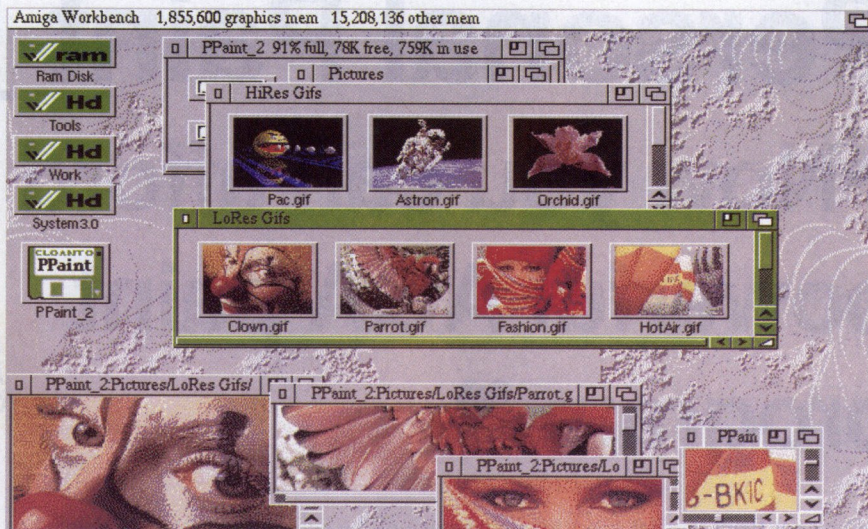 Amiga Workbench 1,855,600 graphics mem 15,208,136 other mem
ram
Ram Disk
Hd
Tools
Hd
Work
Hd
System3.0
CLOANTO
PPaint
PPaint_2
PPaint_2 91% full, 78K free, 759K in use
Pictures
HiRes Gifs
Pac.gif Astron.gif Orchid.gif
LoRes Gifs
Clown.gif Parrot.gif Fashion.gif HotAir.gif
PPaint_2:Pictures/LoRes Gifs/
PPaint_2:Pictures/LoRes Gifs/Parrot.g
PPaint_2:Pictures/Lo
PPain
-BKIC